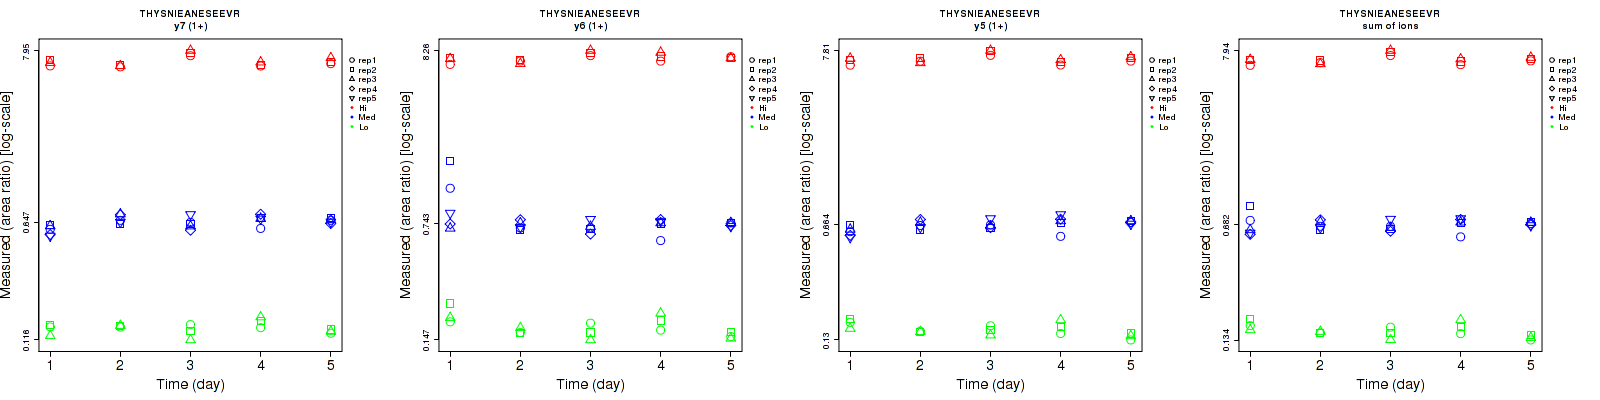 THYSNIEANESEEVR
y7 (1+)
Measured (area ratio) [log-scale]
7.95
0.647
0.116
1 2 3 4 5
Time (day)
rep1
rep2
rep3
rep4
rep5
Hi
Med
Lo
THYSNIEANESEEVR
y6 (1+)
Measured (area ratio) [log-scale]
8.26
0.743
0.147
1 2 3 4 5
Time (day)
rep1
rep2
rep3
rep4
rep5
Hi
Med
Lo
THYSNIEANESEEVR
y5 (1+)
Measured (area ratio) [log-scale]
7.81
0.664
0.13
1 2 3 4 5
Time (day)
rep1
rep2
rep3
rep4
rep5
Hi
Med
Lo
THYSNIEANESEEVR
sum of ions
Measured (area ratio) [log-scale]
7.94
0.682
0.134
1 2 3 4 5
Time (day)
rep1
rep2
rep3
rep4
rep5
Hi
Med
Lo